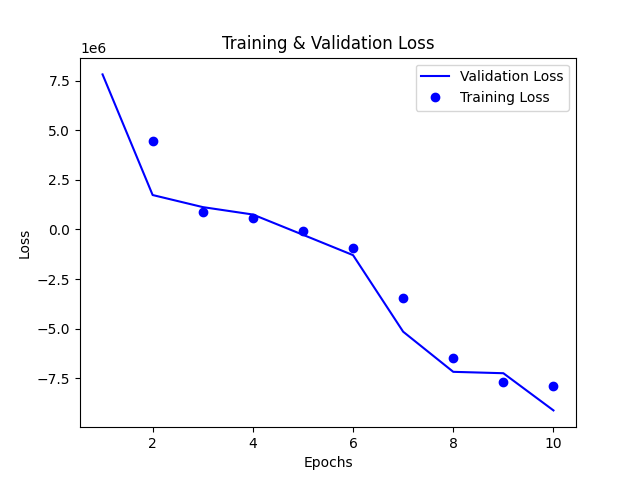 Training & Validation Loss
1e6
Validation Loss
Training Loss
7.5
5.0
2.5
0.0
−2.5
−5.0
−7.5
Loss
2
4
6
8
10
Epochs